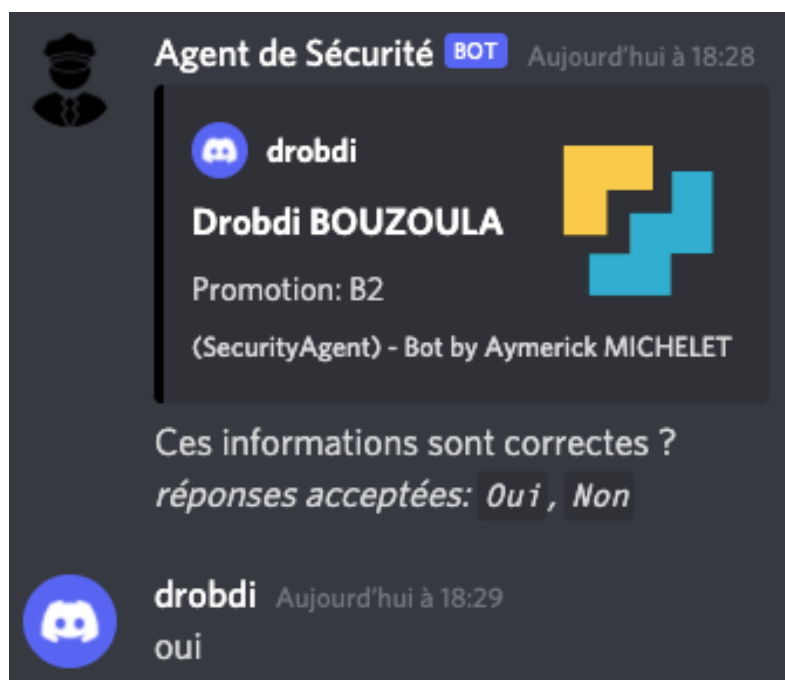 Agent de Sécurité BOT Aujourd'hui à 18:28
drobdi
Drobdi BOUZOULA
Promotion: B2
(SecurityAgent) - Bot by Aymerick MICHELET
Ces informations sont correctes ?
réponses acceptées: Oui, Non
drobdi Aujourd'hui à 18:29
oui